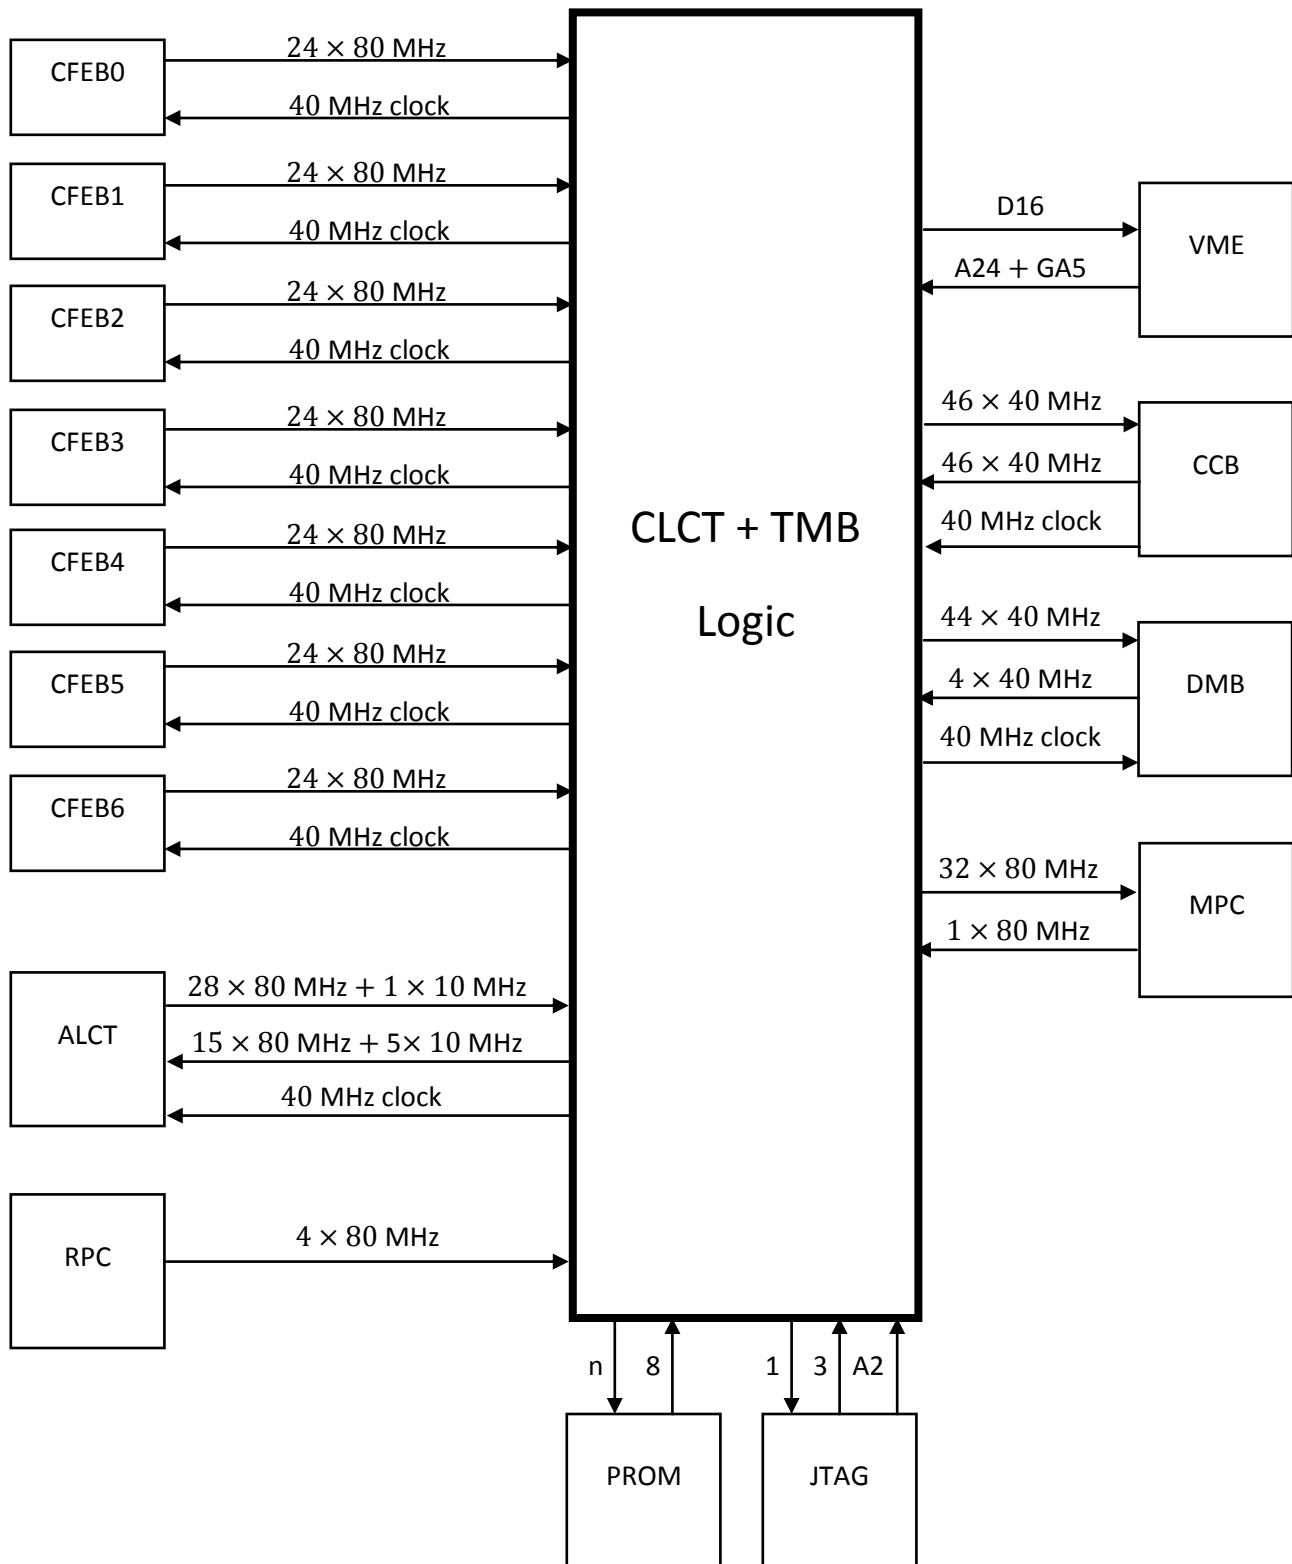 CFEB0
24 × 80 MHz
40 MHz clock
CFEB1
24 × 80 MHz
40 MHz clock
CFEB2
24 × 80 MHz
40 MHz clock
CFEB3
24 × 80 MHz
40 MHz clock
CFEB4
24 × 80 MHz
40 MHz clock
CFEB5
24 × 80 MHz
40 MHz clock
CFEB6
24 × 80 MHz
40 MHz clock
ALCT
28 × 80 MHz + 1 × 10 MHz
15 × 80 MHz + 5× 10 MHz
40 MHz clock
RPC
4 × 80 MHz
CLCT + TMB
Logic
D16
A24 + GA5
VME
46 × 40 MHz
46 × 40 MHz
40 MHz clock
CCB
44 × 40 MHz
4 × 40 MHz
40 MHz clock
DMB
32 × 80 MHz
1 × 80 MHz
MPC
n 8
1 3 A2
PROM
JTAG